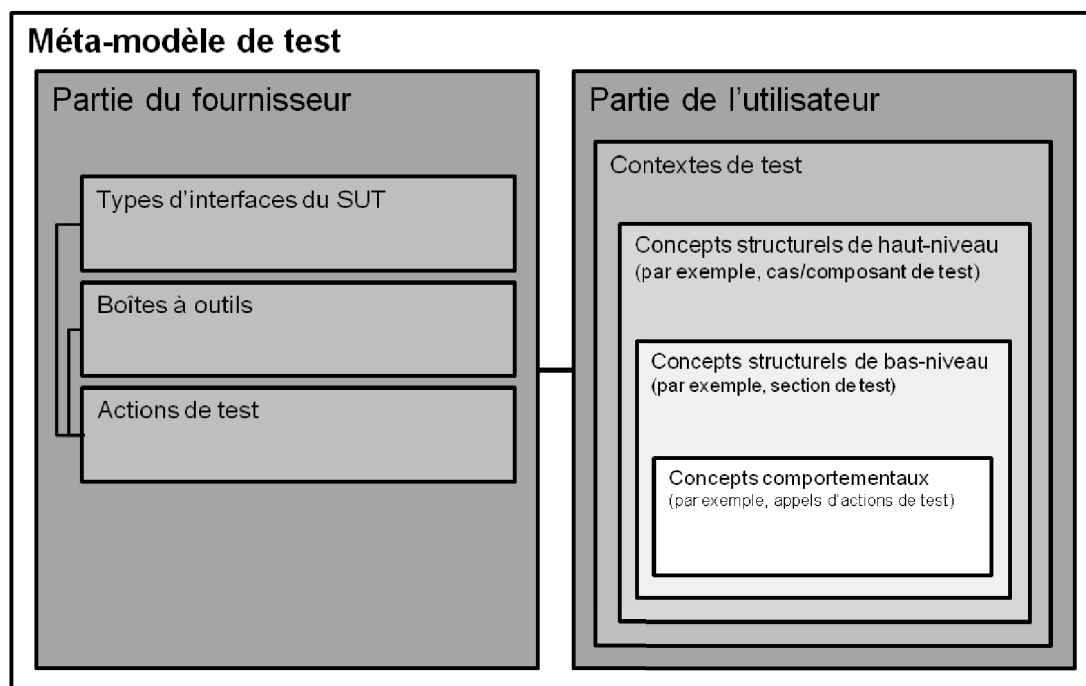 Méta-modèle de test
Partie du fournisseur
Types d'interfaces du SUT
Boîtes à outils
Actions de test
Partie de l'utilisateur
Contextes de test
Concepts structurels de haut-niveau
(par exemple, cas/composant de test)
Concepts structurels de bas-niveau
(par exemple, section de test)
Concepts comportementaux
(par exemple, appels d'actions de test)